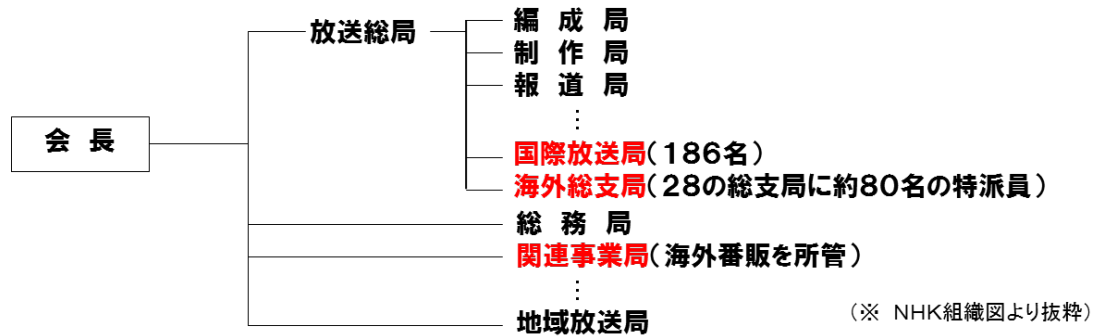 放送総局
編成局
制作局
報道局
⋮
会長
国際放送局(186名)
海外総支局(28の総支局に約80名の特派員)
総務局
関連事業局(海外番販を所管)
⋮
地域放送局
(※ NHK組織図より抜粋)